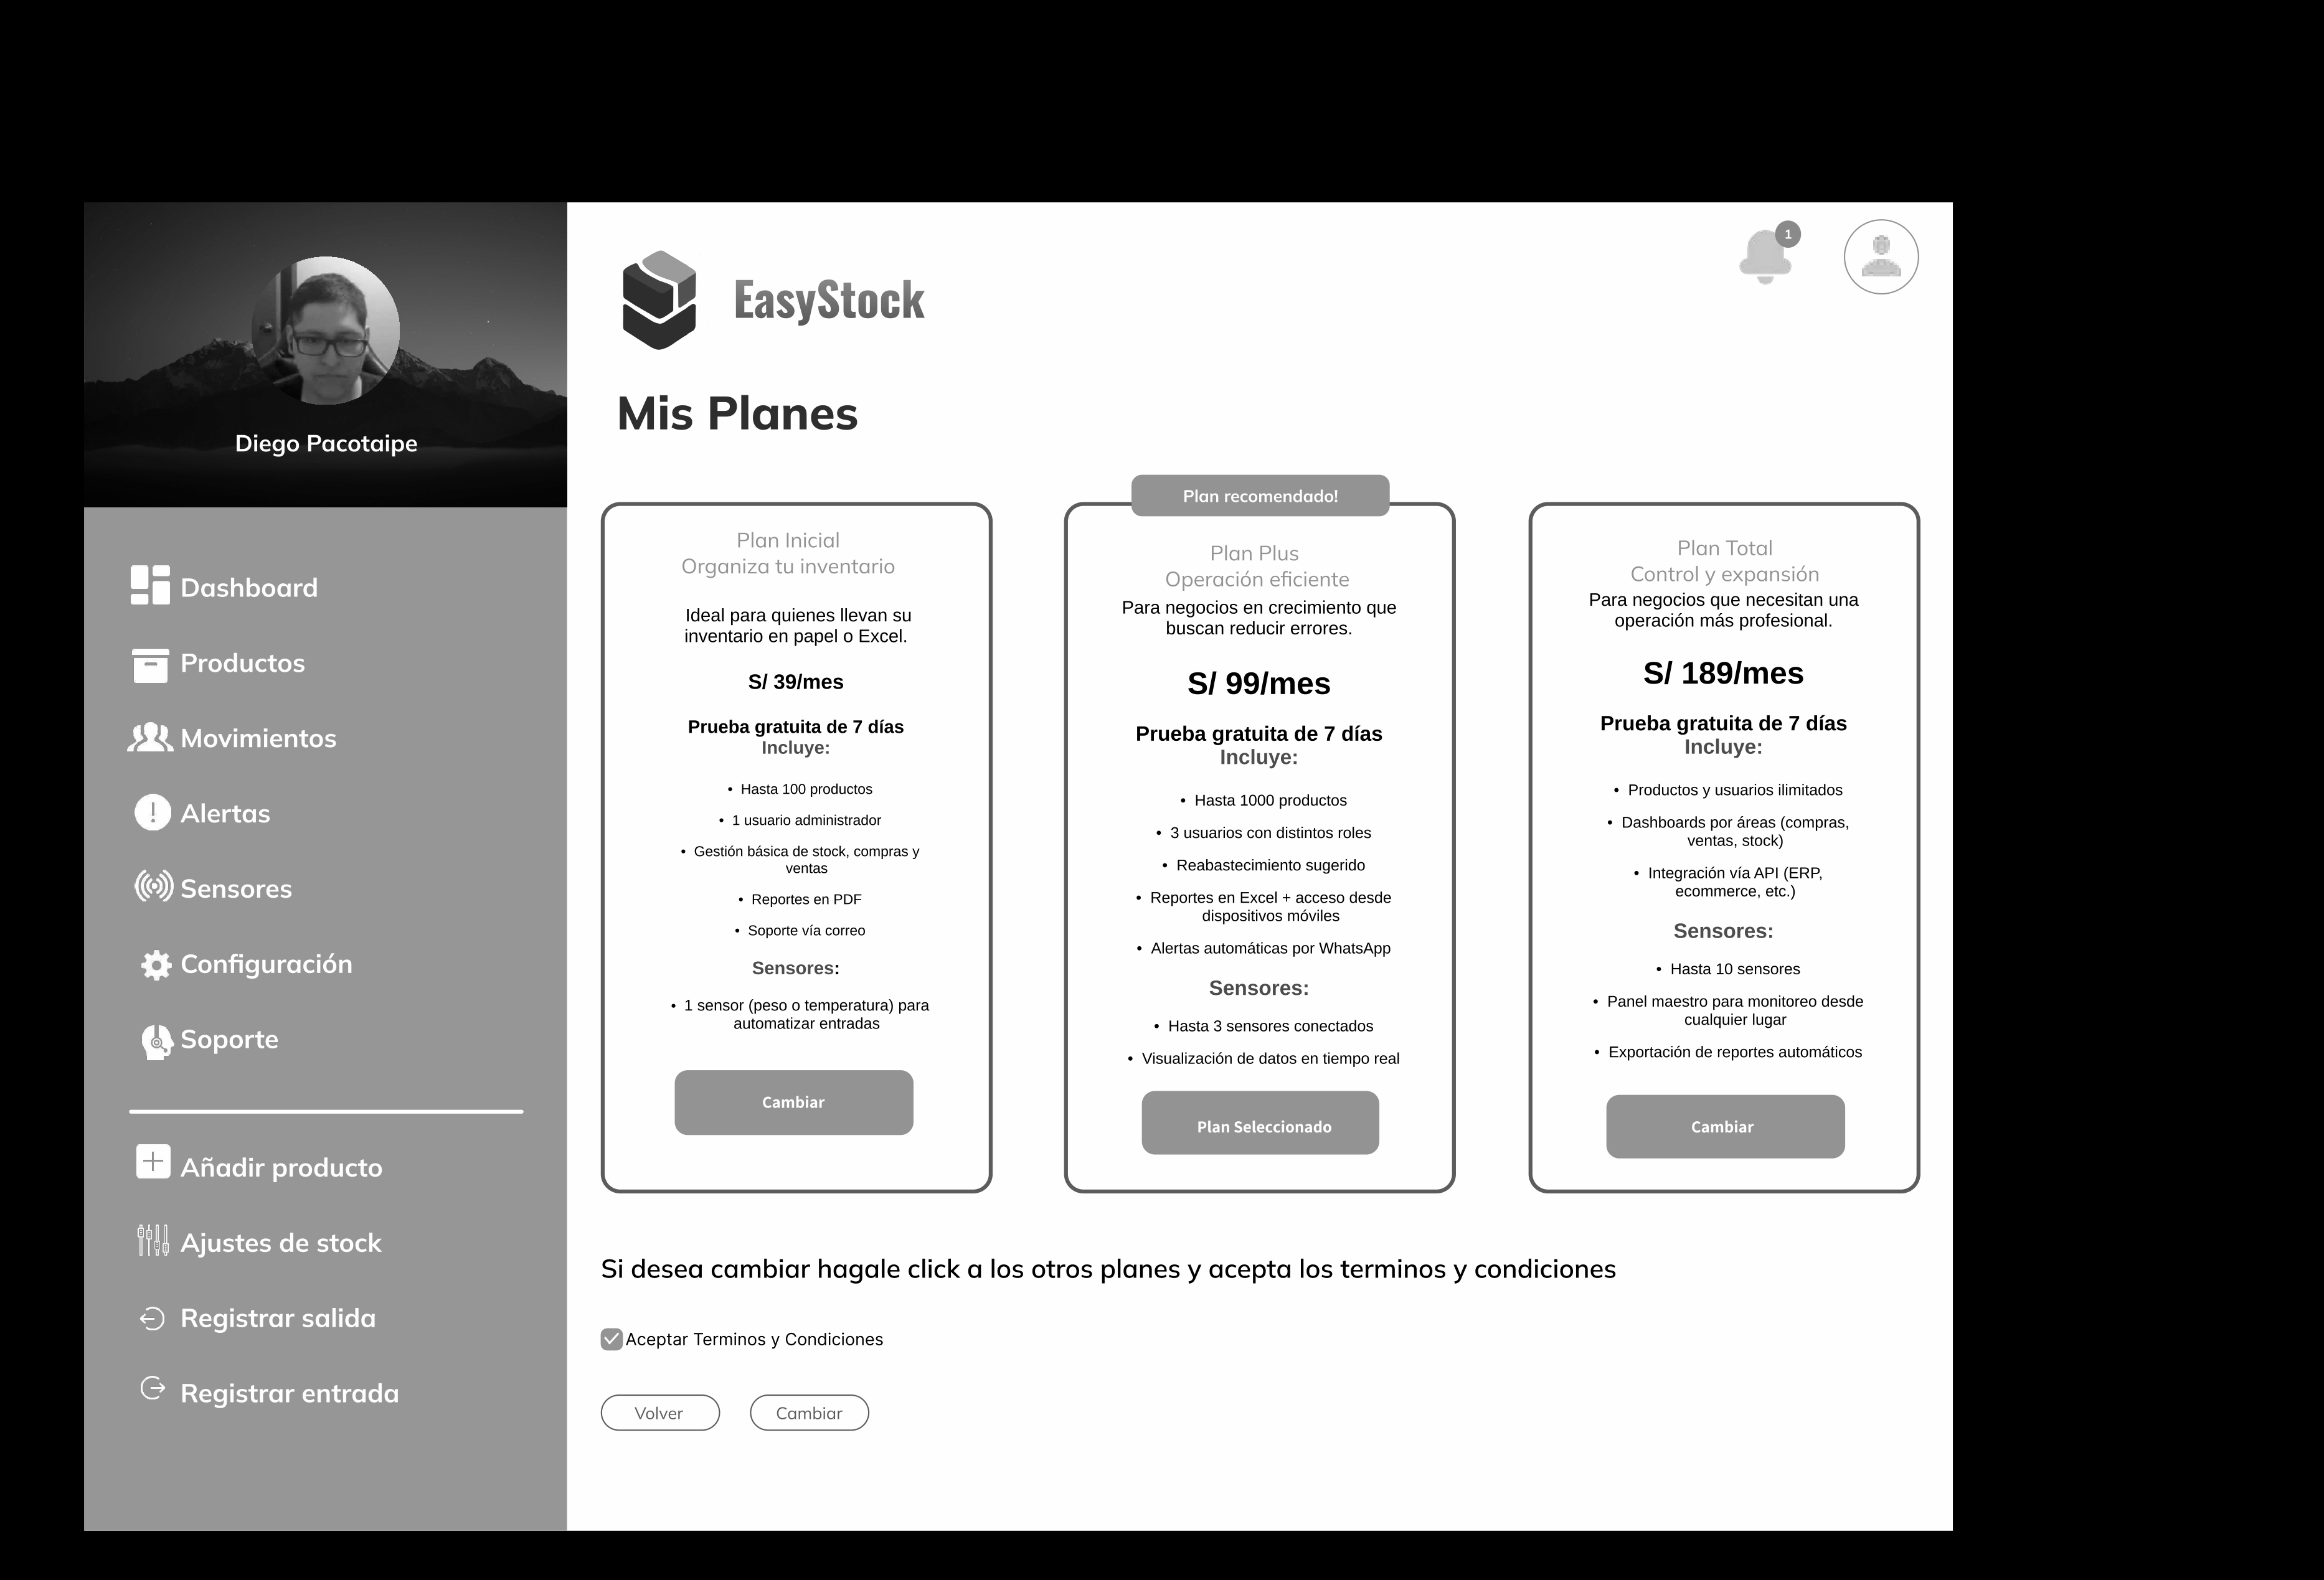 Diego Pacotaipe
Dashboard
Productos
Movimientos
Alertas
Sensores
Configuración
Soporte
Añadir producto
Ajustes de stock
Registrar salida
Registrar entrada
EasyStock
1
Mis Planes
Plan Inicial
Organiza tu inventario
Ideal para quienes llevan su
inventario en papel o Excel.
S/ 39/mes
Prueba gratuita de 7 días
Incluye:
• Hasta 100 productos
• 1 usuario administrador
• Gestión básica de stock, compras y
ventas
• Reportes en PDF
• Soporte vía correo
Sensores:
• 1 sensor (peso o temperatura) para
automatizar entradas
Cambiar
Plan recomendado!
Plan Plus
Operación eficiente
Para negocios en crecimiento que
buscan reducir errores.
S/ 99/mes
Prueba gratuita de 7 días
Incluye:
• Hasta 1000 productos
• 3 usuarios con distintos roles
• Reabastecimiento sugerido
• Reportes en Excel + acceso desde
dispositivos móviles
• Alertas automáticas por WhatsApp
Sensores:
• Hasta 3 sensores conectados
• Visualización de datos en tiempo real
Plan Seleccionado
Plan Total
Control y expansión
Para negocios que necesitan una
operación más profesional.
S/ 189/mes
Prueba gratuita de 7 días
Incluye:
• Productos y usuarios ilimitados
• Dashboards por áreas (compras,
ventas, stock)
• Integración vía API (ERP,
ecommerce, etc.)
Sensores:
• Hasta 10 sensores
• Panel maestro para monitoreo desde
cualquier lugar
• Exportación de reportes automáticos
Cambiar
Si desea cambiar hagale click a los otros planes y acepta los terminos y condiciones
Aceptar Terminos y Condiciones
Volver
Cambiar